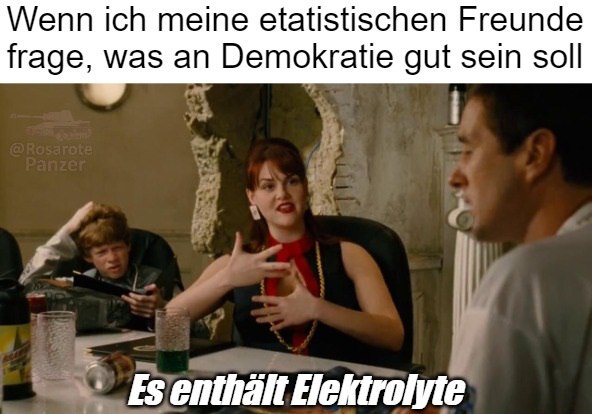 Wenn ich meine etatistischen Freunde
frage, was an Demokratie gut sein soll
@Rosarote
Panzer
Es enthält Elektrolyte